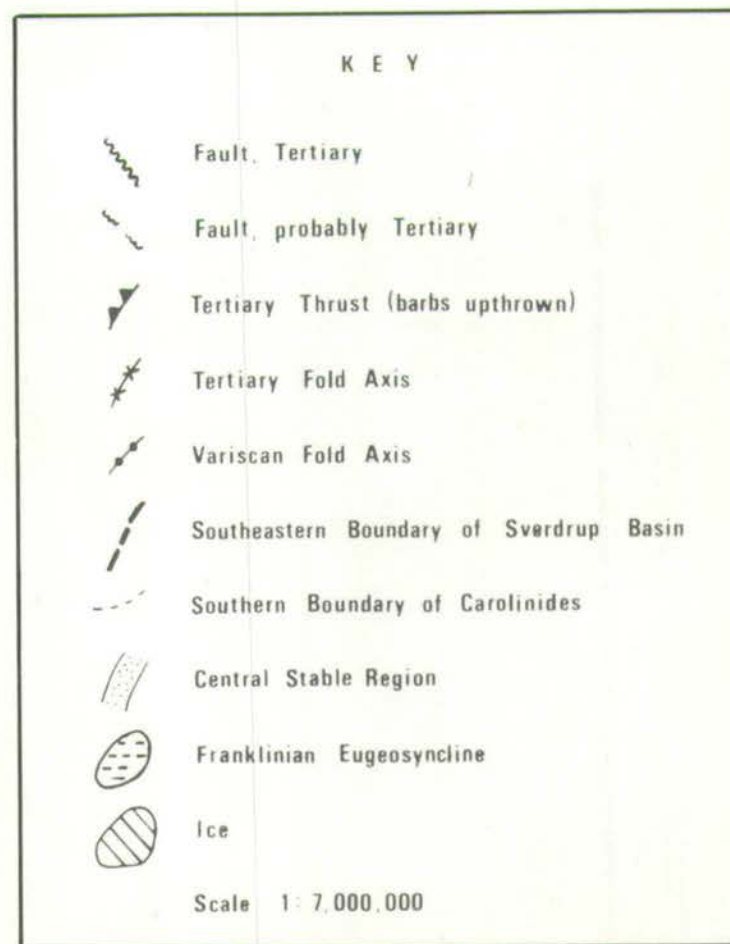 K E Y
Fault, Tertiary
Fault, probably Tertiary
Tertiary Thrust (barbs upthrown)
Tertiary Fold Axis
Variscan Fold Axis
Southeastern Boundary of Sverdrup Basin
Southern Boundary of Carolinides
Central Stable Region
Franklinian Eugeosyncline
Ice
Scale 1: 7,000,000